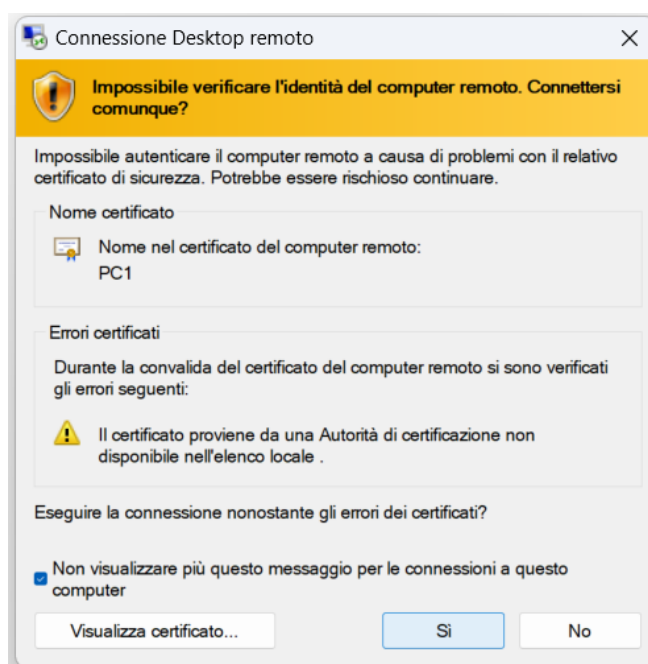 Connessione Desktop remoto
Impossibile verificare l'identità del computer remoto. Connettersi
comunque?
Impossibile autenticare il computer remoto a causa di problemi con il relativo
certificato di sicurezza. Potrebbe essere rischioso continuare.
Nome certificato
Nome nel certificato del computer remoto:
PC1
Errori certificati
Durante la convalida del certificato del computer remoto si sono verificati
gli errori seguenti:
Il certificato proviene da una Autorità di certificazione non
disponibile nell'elenco locale .
Eseguire la connessione nonostante gli errori dei certificati?
Non visualizzare più questo messaggio per le connessioni a questo
computer
Visualizza certificato...
Sì
No